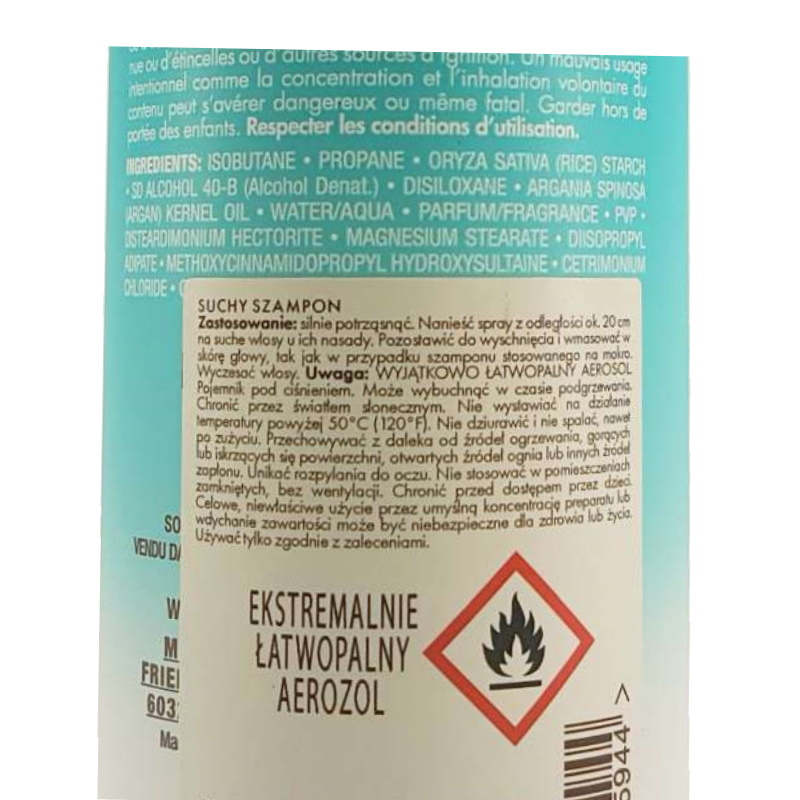 nue ou d'étincelles ou d'autres sources d'ignition. Un mauvais usage
intentionnel comme la concentration et l'inhalation volontaire du
contenu peut s'avérer dangereux ou même fatal. Garder hors de
portée des enfants. Respecter les conditions d'utilisation.
INGREDIENTS: ISOBUTANE • PROPANE • ORYZA SATIVA (RICE) STARCH
• SD ALCOHOL 40-B (Alcohol Denat.) • DISILOXANE • ARGANIA SPINOSA
(ARGAN) KERNEL OIL • WATER/AQUA • PARFUM/FRAGRANCE • PVP •
DISTEARDIMONIUM HECTORITE • MAGNESIUM STEARATE • DIISOPROPYL
ADIPATE • METHOXYCINNAMIDOPROPYL HYDROXYSULTAINE • CETRIMONIUM
CHLORIDE •
SUCHY SZAMPON
Zastosowanie: silnie potrząsnąć. Nanieść spray z odległości ok. 20 cm
na suche włosy u ich nasady. Pozostawić do wyschnięcia i wmasować w
skórę głowy, tak jak w przypadku szamponu stosowanego na mokro.
Wyczesać włosy. Uwaga: WYJĄTKOWO ŁATWOPALNY AEROSOL
Pojemnik pod ciśnieniem. Może wybuchnąć w czasie podgrzewania.
Chronić przez światłem słonecznym. Nie wystawiać na działanie
temperatury powyżej 50°C (120°F). Nie dziurawić i nie spalać, nawet
po zużyciu. Przechowywać z daleka od źródeł ogrzewania, gorących
lub iskrzących się powierzchni, otwartych źródeł ognia lub innych źródeł
zapłonu. Unikać rozpylania do oczu. Nie stosować w pomieszczeniach
zamkniętych, bez wentylacji. Chronić przed dostępem przez dzieci.
Celowe, niewłaściwe użycie przez umyślną koncentrację preparatu lub
wdychanie zawartości może być niebezpieczne dla zdrowia lub życia.
Używać tylko zgodnie z zaleceniami.
SO
VENDU DA
W
M
FRIE
603
Ma
EKSTREMALNIE
ŁATWOPALNY
AEROZOL
5944 >